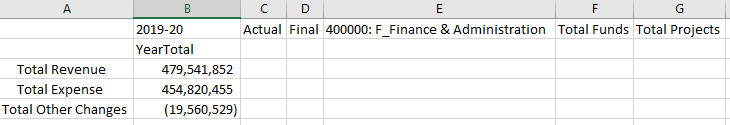 A B C D E F G
2019-20 Actual Final 400000: F_Finance & Administration Total Funds Total Projects
YearTotal
Total Revenue 479,541,852
Total Expense 454,820,455
Total Other Changes (19,560,529)